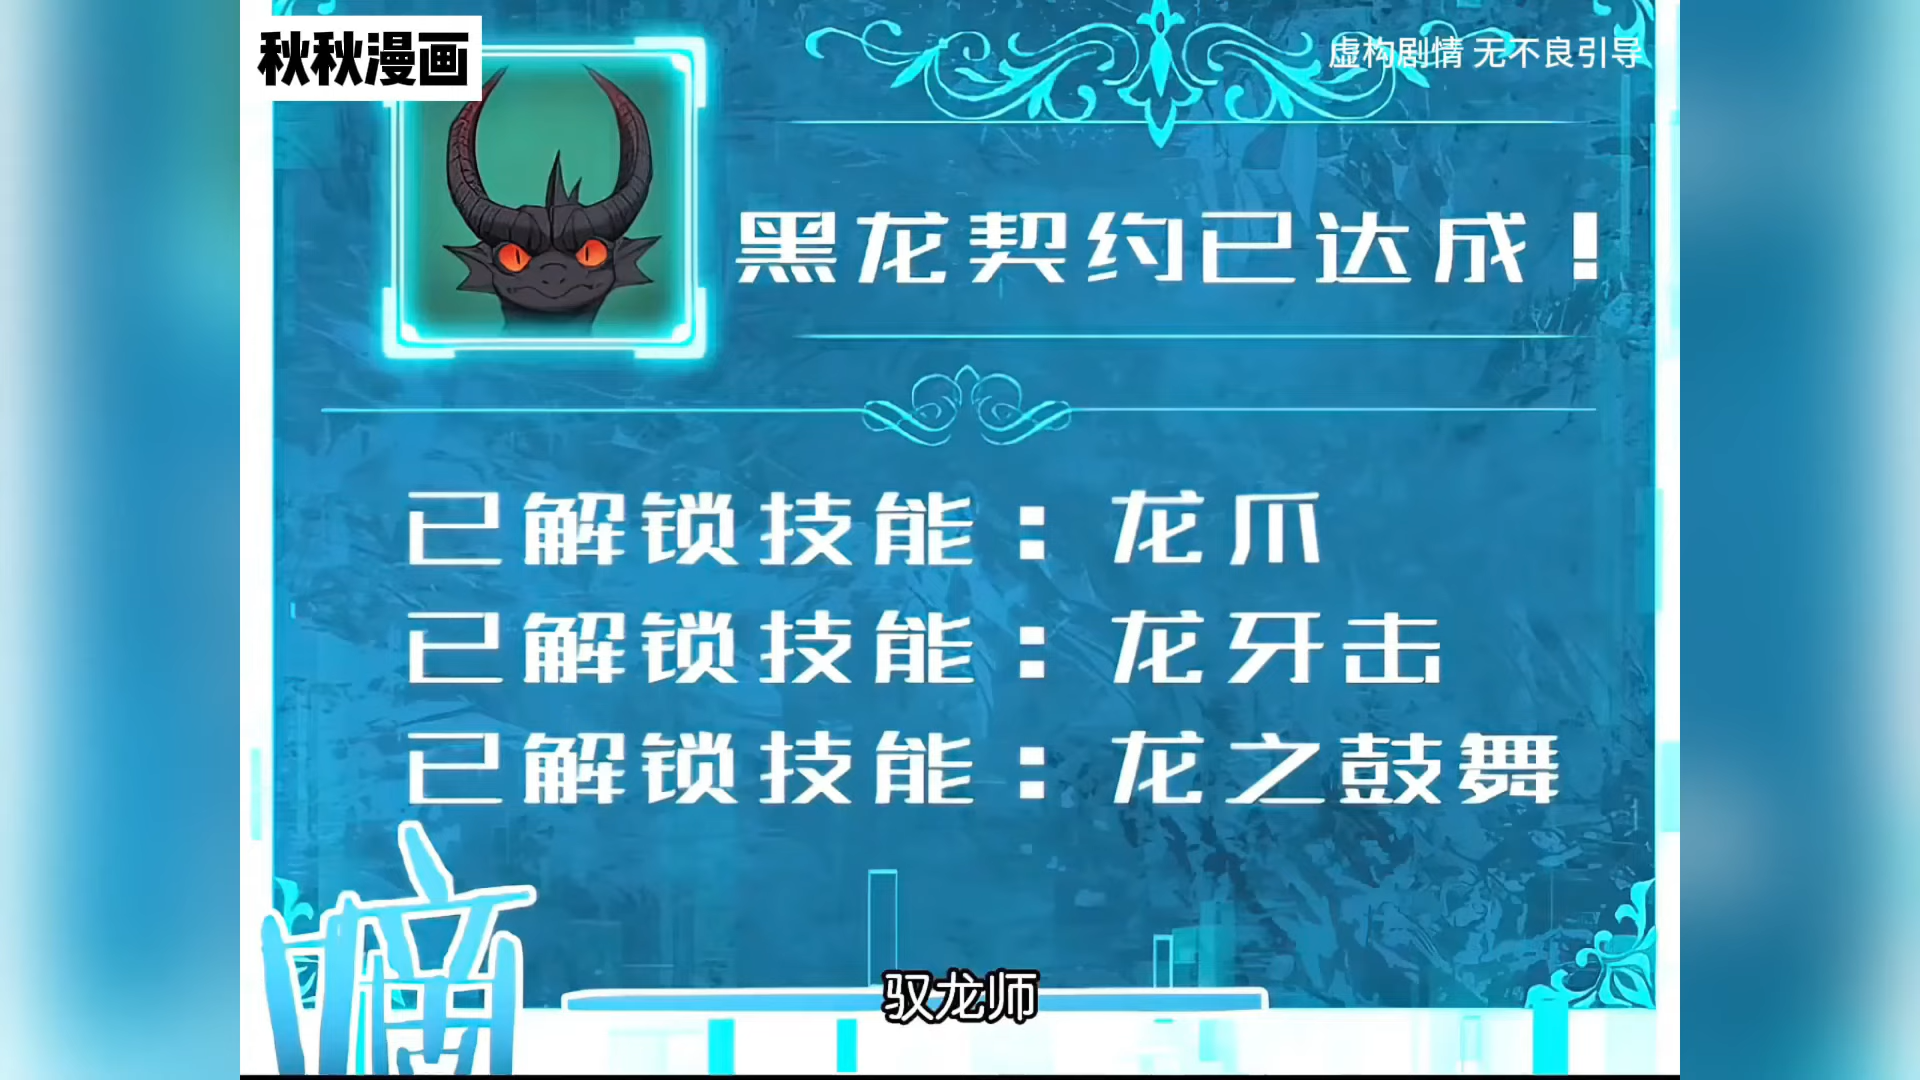 秋秋漫画
虚构剧情 无不良引导
黑龙契约已达成！
已解锁技能：龙爪
已解锁技能：龙牙击
已解锁技能：龙之鼓舞
嘀
驭龙师